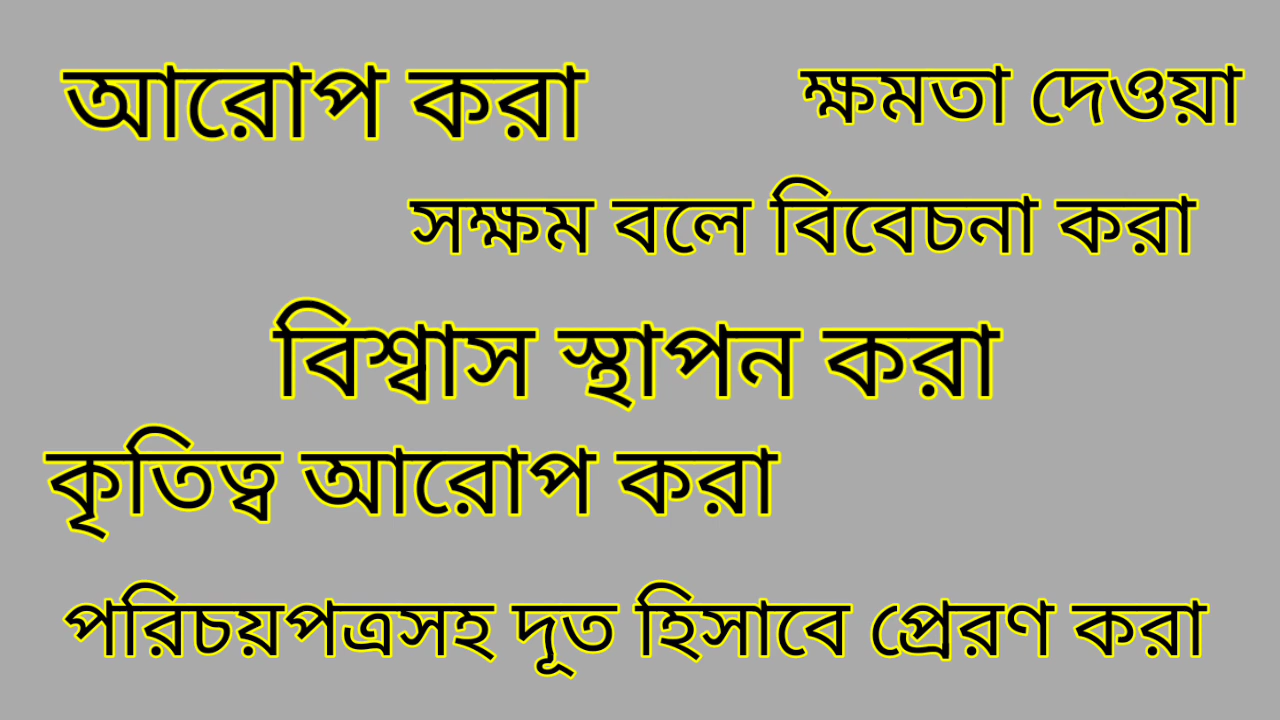 আরোপ করা
ক্ষমতা দেওয়া
সক্ষম বলে বিবেচনা করা
বিশ্বাস স্থাপন করা
কৃতিত্ব আরোপ করা
পরিচয়পত্রসহ দূত হিসাবে প্রেরণ করা